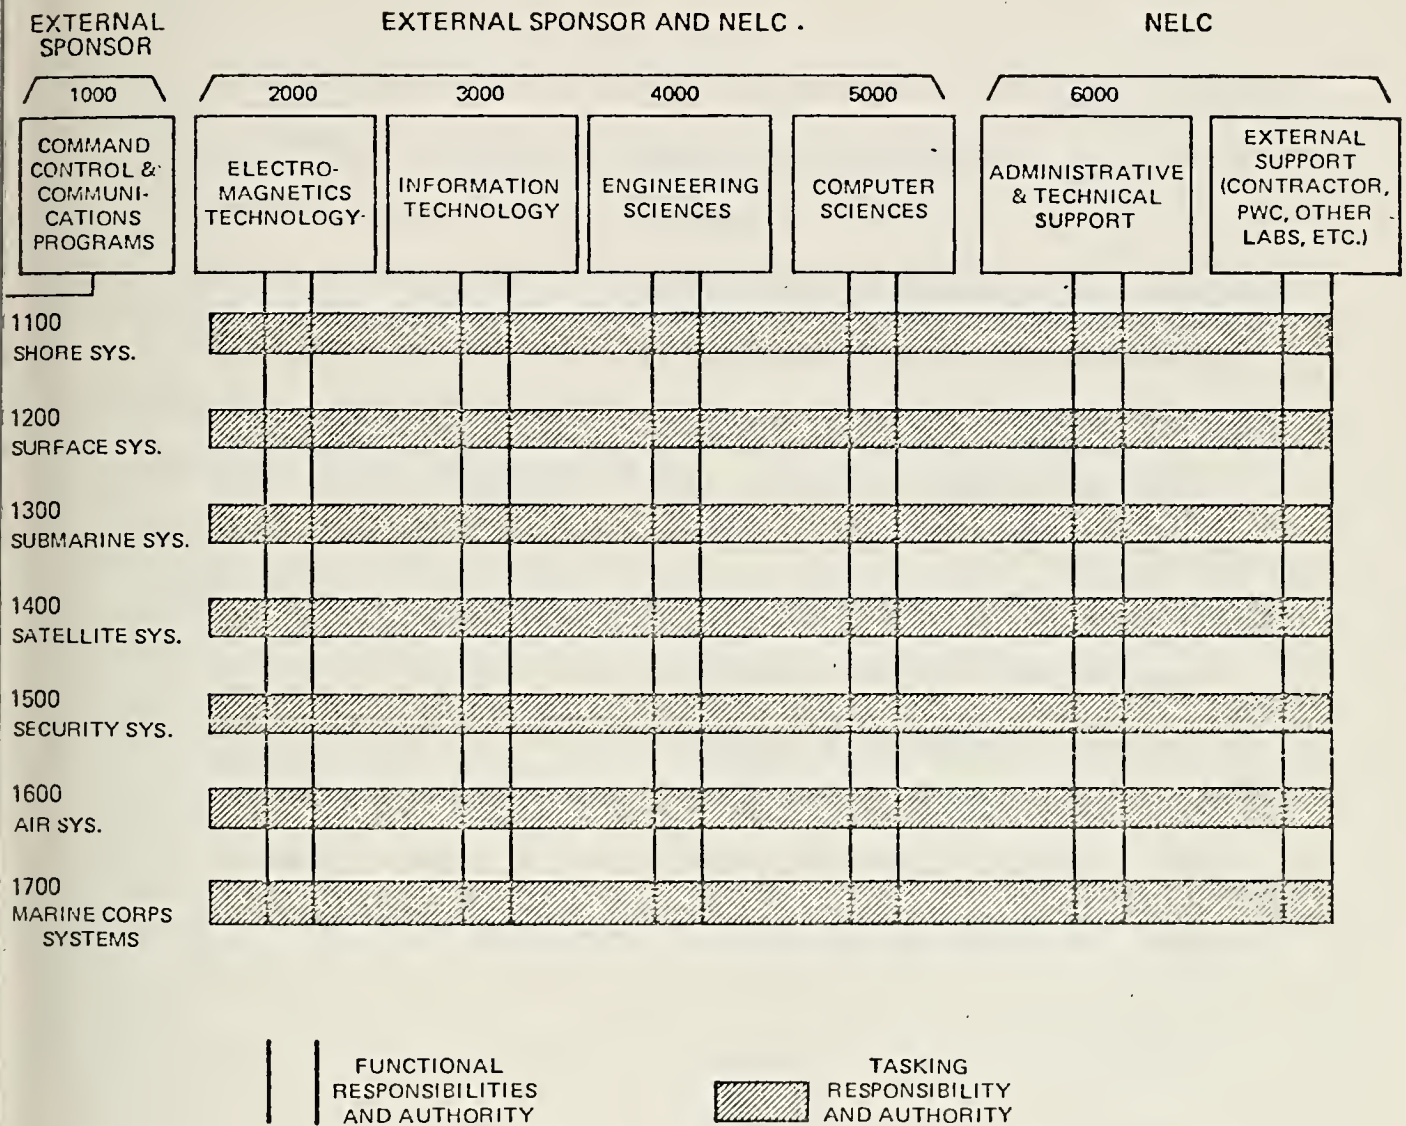 EXTERNAL
SPONSOR
EXTERNAL SPONSOR AND NELC .
NELC
1000
2000
3000
4000
5000
6000
COMMAND
CONTROL &
COMMUNI-
CATIONS
PROGRAMS
ELECTRO-
MAGNETICS
TECHNOLOGY
INFORMATION
TECHNOLOGY
ENGINEERING
SCIENCES
COMPUTER
SCIENCES
ADMINISTRATIVE
& TECHNICAL
SUPPORT
EXTERNAL
SUPPORT
(CONTRACTOR,
PWC, OTHER
LABS, ETC.)
1100
SHORE SYS.
1200
SURFACE SYS.
1300
SUBMARINE SYS.
1400
SATELLITE SYS.
1500
SECURITY SYS.
1600
AIR SYS.
1700
MARINE CORPS
SYSTEMS
FUNCTIONAL
RESPONSIBILITIES
AND AUTHORITY
TASKING
RESPONSIBILITY
AND AUTHORITY